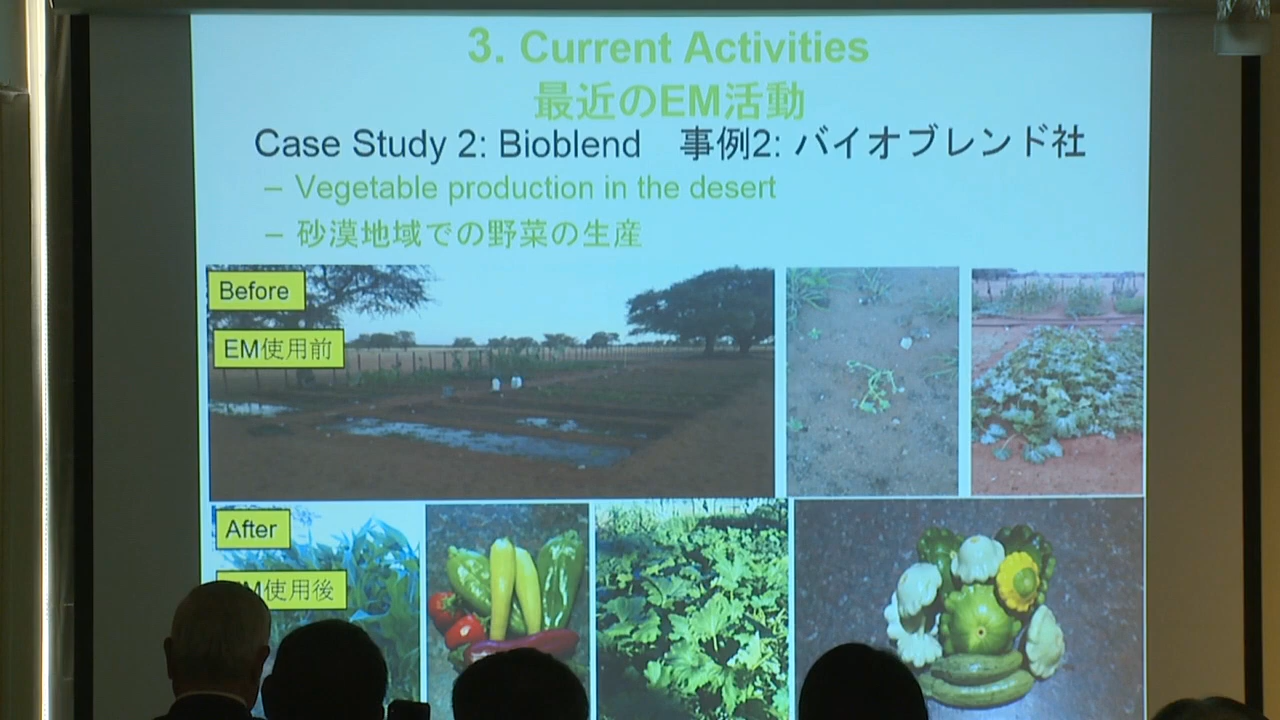 3. Current Activities
最近のEM活動
Case Study 2: Bioblend 事例2: バイオブレンド社
– Vegetable production in the desert
– 砂漠地域での野菜の生産
Before
EM使用前
After
EM使用後